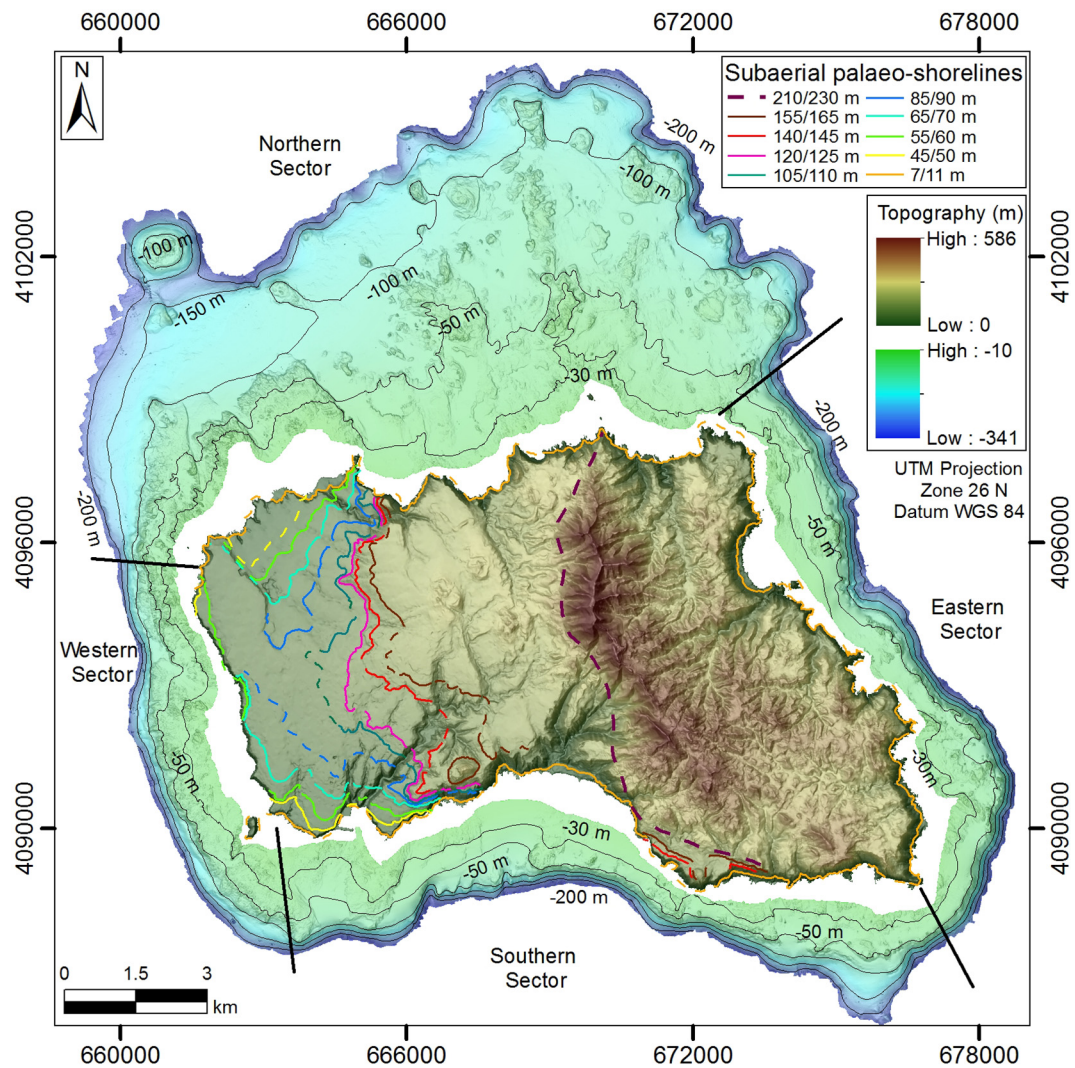 660000 666000 672000 678000
N
Subaerial palaeo-shorelines
210/230 m 85/90 m
155/165 m 65/70 m
140/145 m 55/60 m
120/125 m 45/50 m
105/110 m 7/11 m
Northern
Sector
-200 m
-100 m
Topography (m)
High : 586
Low : 0
High : -10
Low : -341
4102000
4102000
-100 m
-100 m
-150 m
-50 m
-30 m
-200 m
UTM Projection
Zone 26 N
Datum WGS 84
-200 m
-50 m
4096000
4096000
Eastern
Sector
Western
Sector
-50 m
-30m
4090000
4090000
-30 m
-50 m
-200 m
-50 m
Southern
Sector
0 1.5 3
km
660000 666000 672000 678000